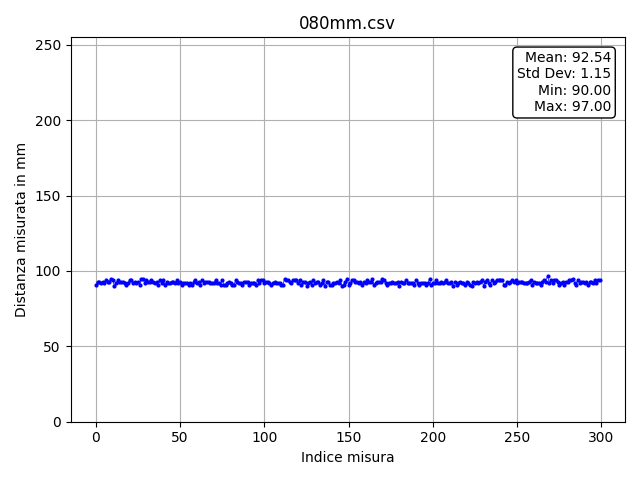 080mm.csv
Mean: 92.54
Std Dev: 1.15
Min: 90.00
Max: 97.00
Distanza misurata in mm
250
200
150
100
50
0
0 50 100 150 200 250 300
Indice misura